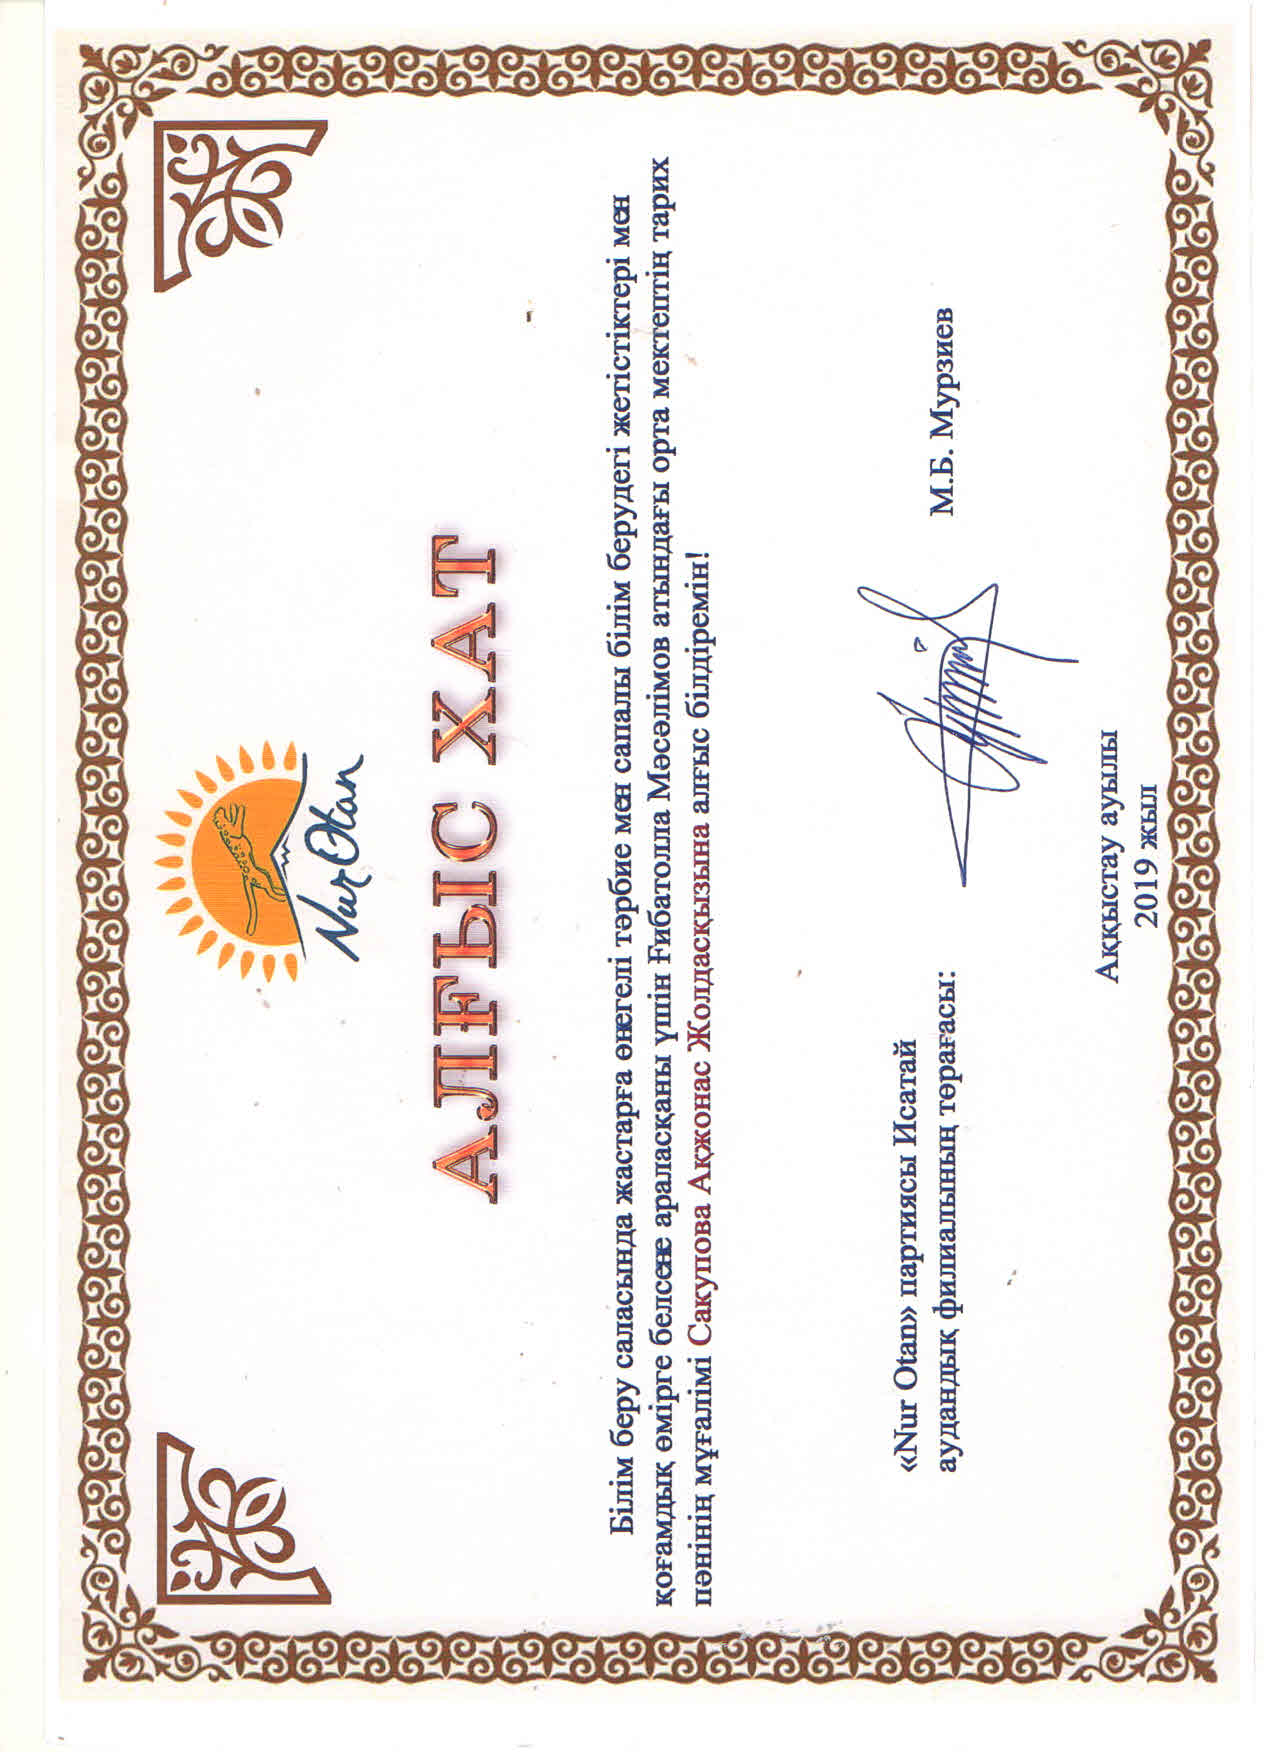 Nur Otan
АЛҒЫС ХАТ
Білім беру саласында жастарға өнегелі тәрбие мен сапалы білім берудегі жетістіктері мен
қоғамдық өмірге белсене араласқаны үшін Ғибатолла Мәсәлімов атындағы орта мектептің тарих
пәнінің мұғалімі Сакупова Ақжонас Жолдасқызына алғыс білдіремін!
«Nur Otan» партиясы Исатай
аудандық филиалының төрағасы:
М.Б. Мурзиев
Аққыстау ауылы
2019 жыл